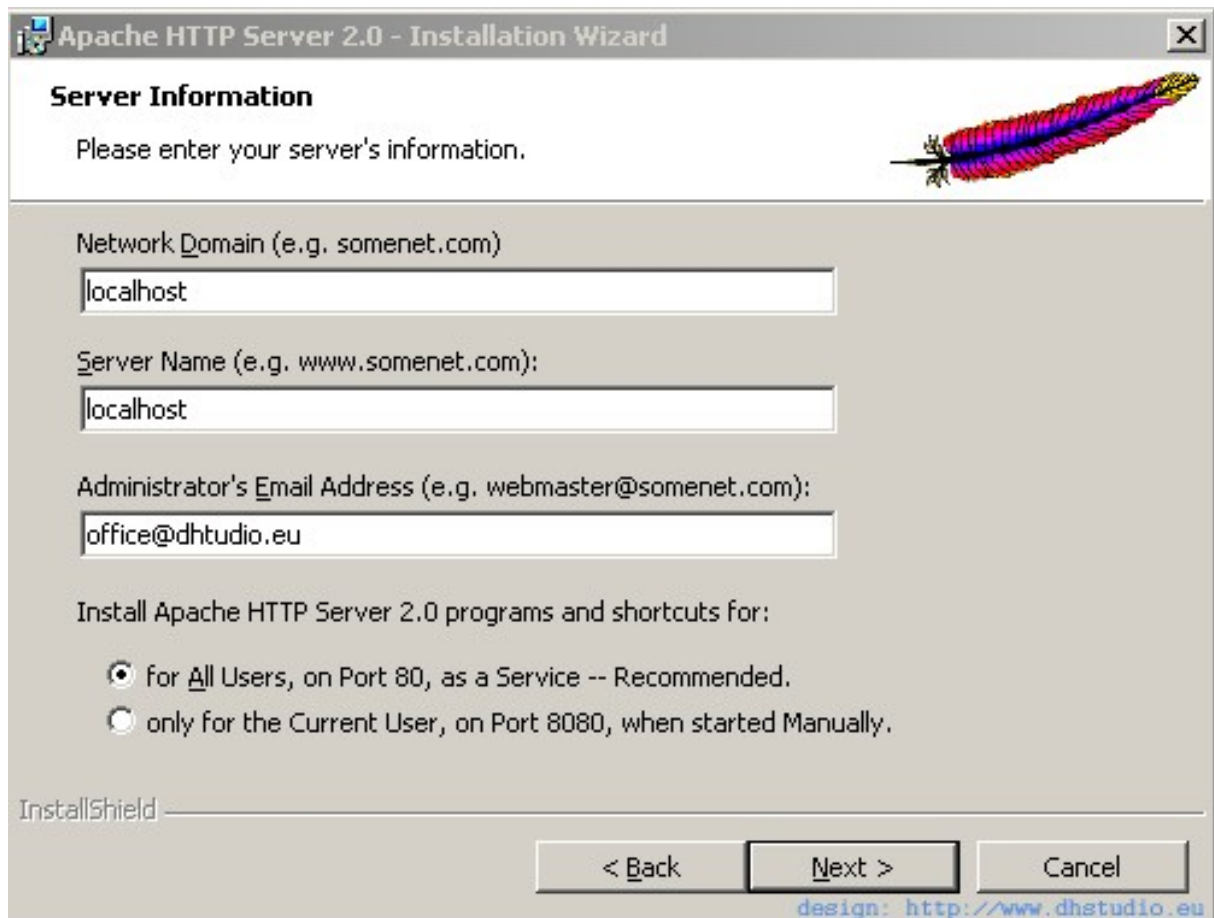 Apache HTTP Server 2.0 - Installation Wizard
Server Information
Please enter your server's information.
Network Domain (e.g. somenet.com)
localhost
Server Name (e.g. www.somenet.com):
localhost
Administrator's Email Address (e.g. webmaster@somenet.com):
office@dhtudio.eu
Install Apache HTTP Server 2.0 programs and shortcuts for:
for All Users, on Port 80, as a Service -- Recommended.
only for the Current User, on Port 8080, when started Manually.
InstallShield
< Back Next > Cancel
design: http://www.dhstudio.eu